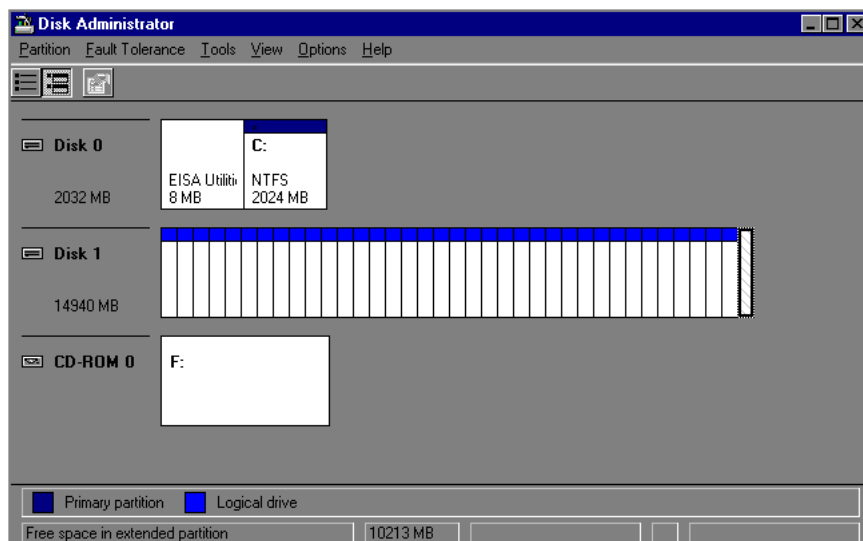 Disk Administrator
Partition Fault Tolerance Tools View Options Help
Disk 0
2032 MB
EISA Utiliti
8 MB
C:
NTFS
2024 MB
Disk 1
14940 MB
CD-ROM 0
F:
Primary partition Logical drive
Free space in extended partition 10213 MB